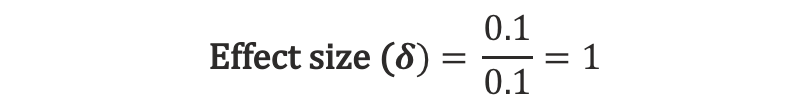 Effect size (δ) = 0.1/0.1 = 1